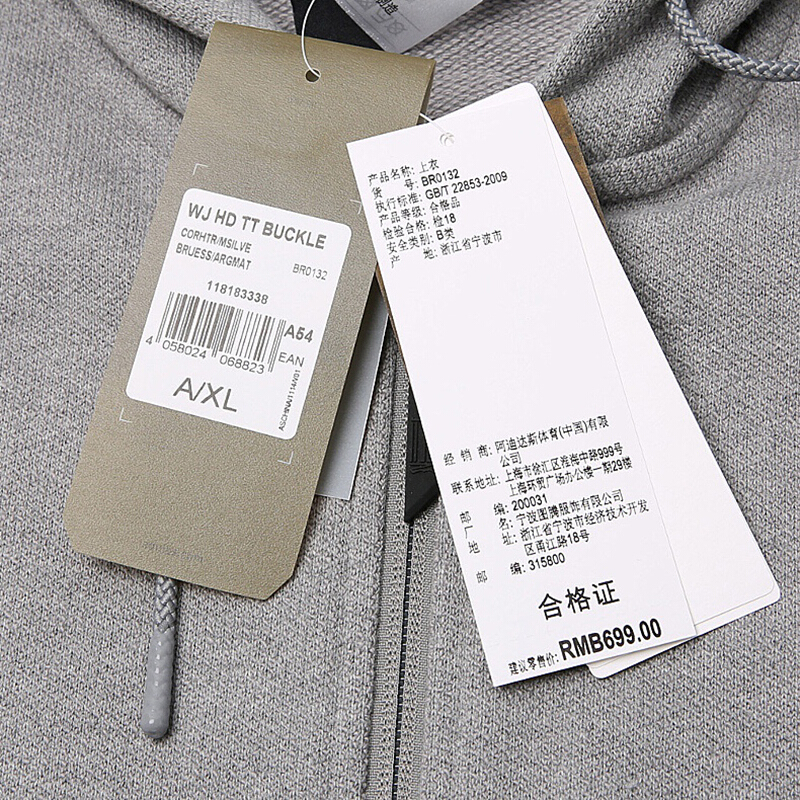 WJ HD TT BUCKLE
CORHTR/MSILVE
BRUESS/ARGMAT
BR0132
118183338
A54
4 058024 068823
EAN
A/XL
ASCHINA/1114/X01
产品名称: 上衣
货 号: BR0132
执行标准: GB/T 22853-2009
产品等级: 合格品
检验合格: 检18
安全类别: B类
产 地: 浙江省宁波市
经 销 商: 阿迪达斯体育(中国)有限
公司
联系地址: 上海市徐汇区淮海中路999号
上海环贸广场办公楼一期29楼
邮 编: 200031
厂 名: 宁波图腾服饰有限公司
地 址: 浙江省宁波市经济技术开发
区甬江路18号
邮 编: 315800
合格证
建议零售价: RMB699.00